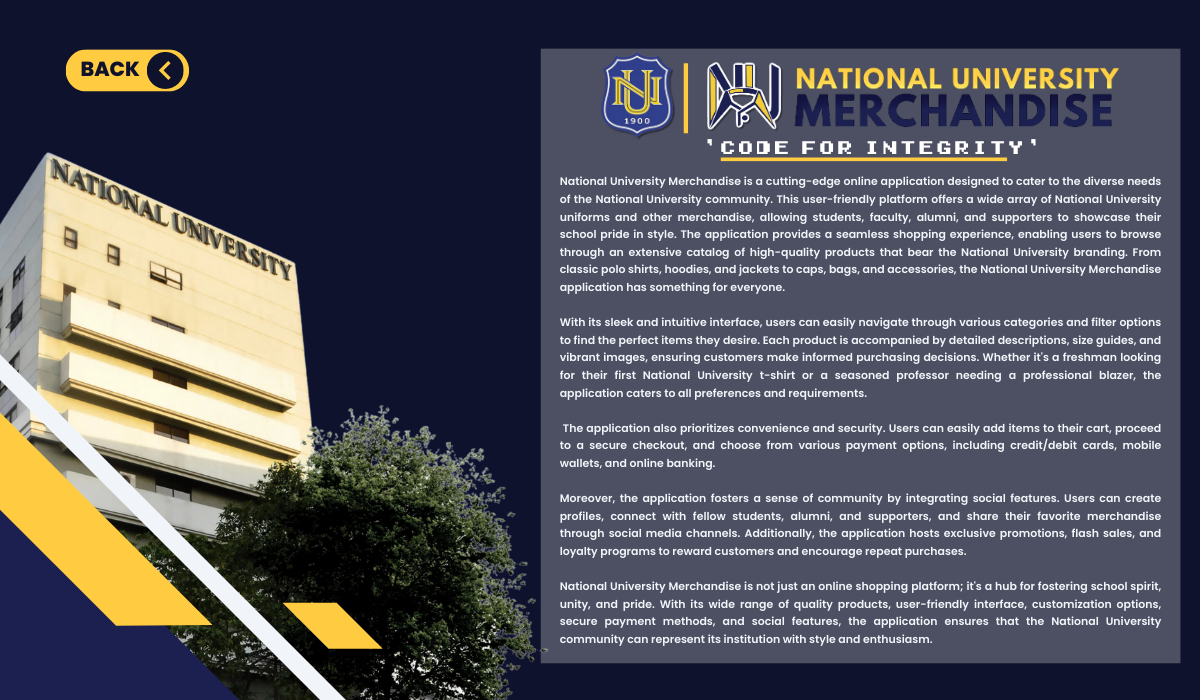 BACK
NATIONAL UNIVERSITY
NU
1900
NATIONAL UNIVERSITY
MERCHANDISE
'CODE FOR INTEGRITY'
National University Merchandise is a cutting-edge online application designed to cater to the diverse needs
of the National University community. This user-friendly platform offers a wide array of National University
uniforms and other merchandise, allowing students, faculty, alumni, and supporters to showcase their
school pride in style. The application provides a seamless shopping experience, enabling users to browse
through an extensive catalog of high-quality products that bear the National University branding. From
classic polo shirts, hoodies, and jackets to caps, bags, and accessories, the National University Merchandise
application has something for everyone.
With its sleek and intuitive interface, users can easily navigate through various categories and filter options
to find the perfect items they desire. Each product is accompanied by detailed descriptions, size guides, and
vibrant images, ensuring customers make informed purchasing decisions. Whether it's a freshman looking
for their first National University t-shirt or a seasoned professor needing a professional blazer, the
application caters to all preferences and requirements.
The application also prioritizes convenience and security. Users can easily add items to their cart, proceed
to a secure checkout, and choose from various payment options, including credit/debit cards, mobile
wallets, and online banking.
Moreover, the application fosters a sense of community by integrating social features. Users can create
profiles, connect with fellow students, alumni, and supporters, and share their favorite merchandise
through social media channels. Additionally, the application hosts exclusive promotions, flash sales, and
loyalty programs to reward customers and encourage repeat purchases.
National University Merchandise is not just an online shopping platform; it's a hub for fostering school spirit,
unity, and pride. With its wide range of quality products, user-friendly interface, customization options,
secure payment methods, and social features, the application ensures that the National University
community can represent its institution with style and enthusiasm.